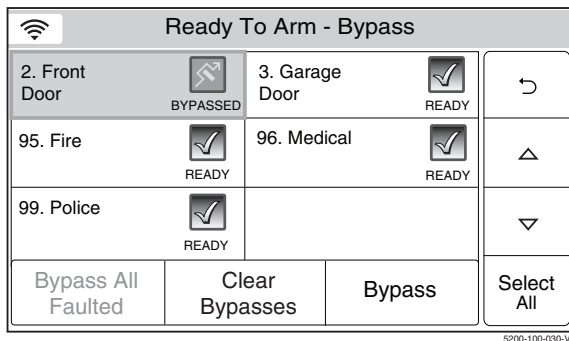 Ready To Arm - Bypass
2. Front
Door
BYPASSED
3. Garage
Door
READY
95. Fire
READY
96. Medical
READY
99. Police
READY
Bypass All
Faulted
Clear
Bypasses
Bypass
Select
All
5200-100-030-V